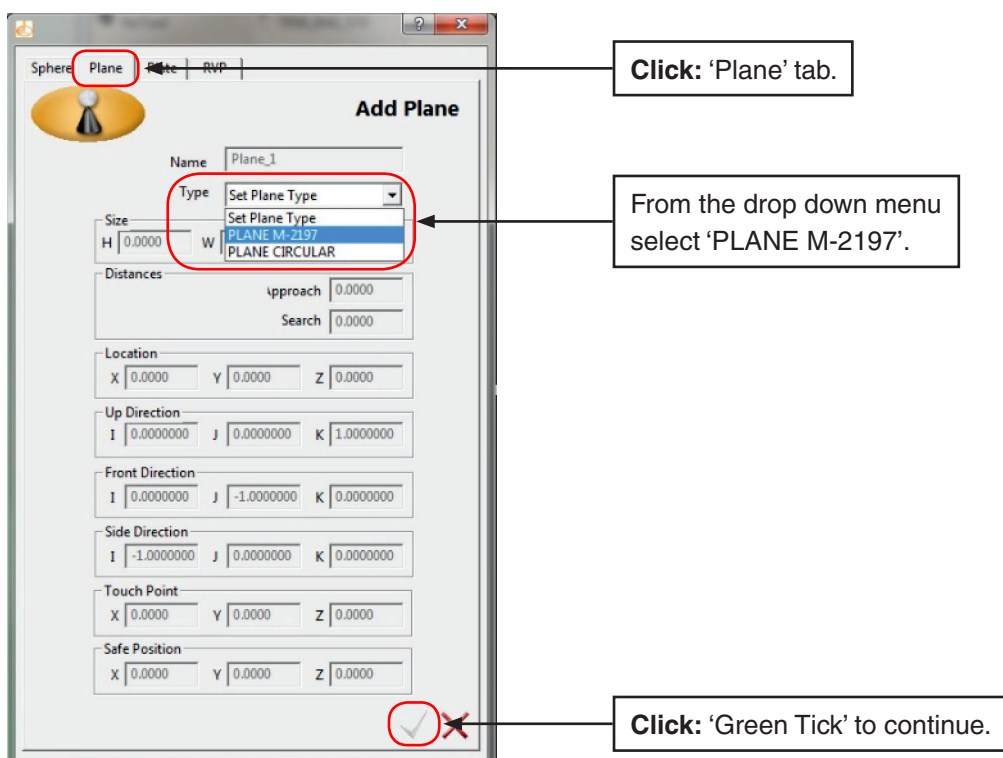 ?
X
Sphere Plane Plate RVP
Click: ‘Plane’ tab.
Add Plane
Name Plane_1
Type Set Plane Type
Set Plane Type
PLANE M-2197
PLANE CIRCULAR
From the drop down menu
select ‘PLANE M-2197’.
Size
H 0.0000 W
Distances
Approach 0.0000
Search 0.0000
Location
X 0.0000 Y 0.0000 Z 0.0000
Up Direction
I 0.0000000 J 0.0000000 K 1.0000000
Front Direction
I 0.0000000 J -1.0000000 K 0.0000000
Side Direction
I -1.0000000 J 0.0000000 K 0.0000000
Touch Point
X 0.0000 Y 0.0000 Z 0.0000
Safe Position
X 0.0000 Y 0.0000 Z 0.0000
Click: ‘Green Tick’ to continue.